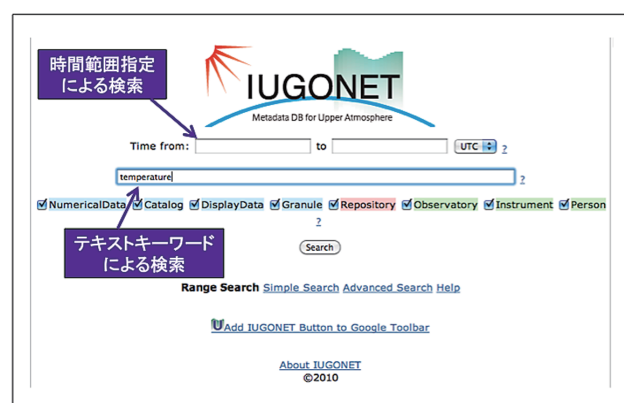 時間範囲指定
による検索
IUGONET
Metadata DB for Upper Atmosphere
Time from: to UTC ?
temperature ?
NumericalData Catalog DisplayData Granule Repository Observatory Instrument Person
?
テキストキーワード
による検索
Search
Range Search Simple Search Advanced Search Help
U Add IUGONET Button to Google Toolbar
About IUGONET
©2010